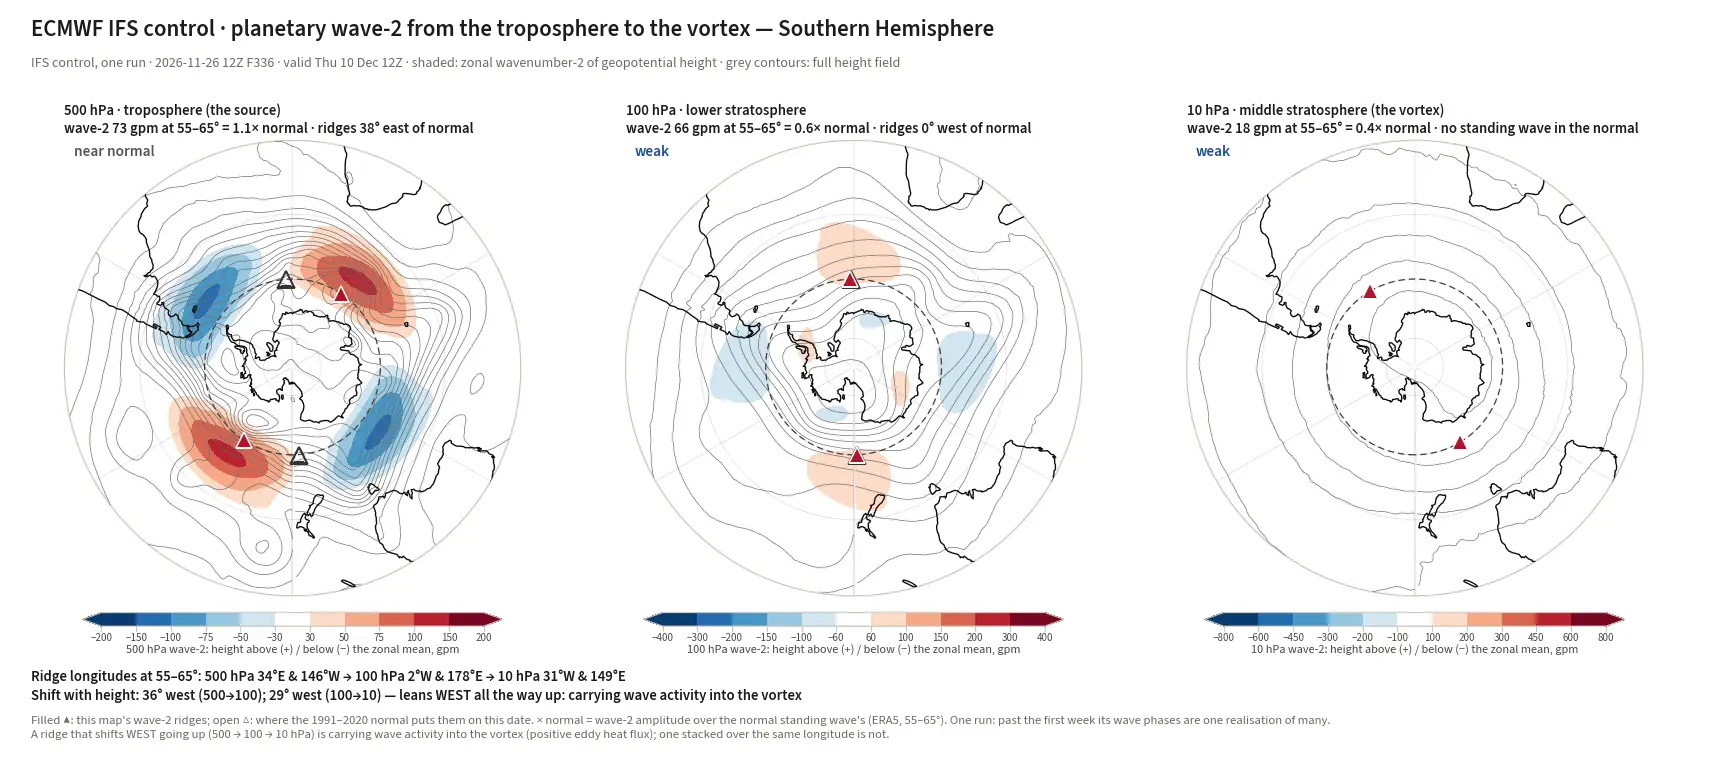 ECMWF IFS control · planetary wave-2 from the troposphere to the vortex — Southern Hemisphere
IFS control, one run · 2026-11-26 12Z F336 · valid Thu 10 Dec 12Z · shaded: zonal wavenumber-2 of geopotential height · grey contours: full height field
500 hPa · troposphere (the source)
wave-2 73 gpm at 55–65° = 1.1× normal · ridges 38° east of normal
near normal
100 hPa · lower stratosphere
wave-2 66 gpm at 55–65° = 0.6× normal · ridges 0° west of normal
weak
10 hPa · middle stratosphere (the vortex)
wave-2 18 gpm at 55–65° = 0.4× normal · no standing wave in the normal
weak
−200 −150 −100 −75 −50 −30 30 50 75 100 150 200
500 hPa wave-2: height above (+) / below (−) the zonal mean, gpm
−400 −300 −200 −150 −100 −60 60 100 150 200 300 400
100 hPa wave-2: height above (+) / below (−) the zonal mean, gpm
−800 −600 −450 −300 −200 −100 100 200 300 450 600 800
10 hPa wave-2: height above (+) / below (−) the zonal mean, gpm
Ridge longitudes at 55–65°: 500 hPa 34°E & 146°W → 100 hPa 2°W & 178°E → 10 hPa 31°W & 149°E
Shift with height: 36° west (500→100); 29° west (100→10) — leans WEST all the way up: carrying wave activity into the vortex
Filled ▲: this map's wave-2 ridges; open △: where the 1991–2020 normal puts them on this date. × normal = wave-2 amplitude over the normal standing wave's (ERA5, 55–65°). One run: past the first week its wave phases are one realisation of many.
A ridge that shifts WEST going up (500 → 100 → 10 hPa) is carrying wave activity into the vortex (positive eddy heat flux); one stacked over the same longitude is not.